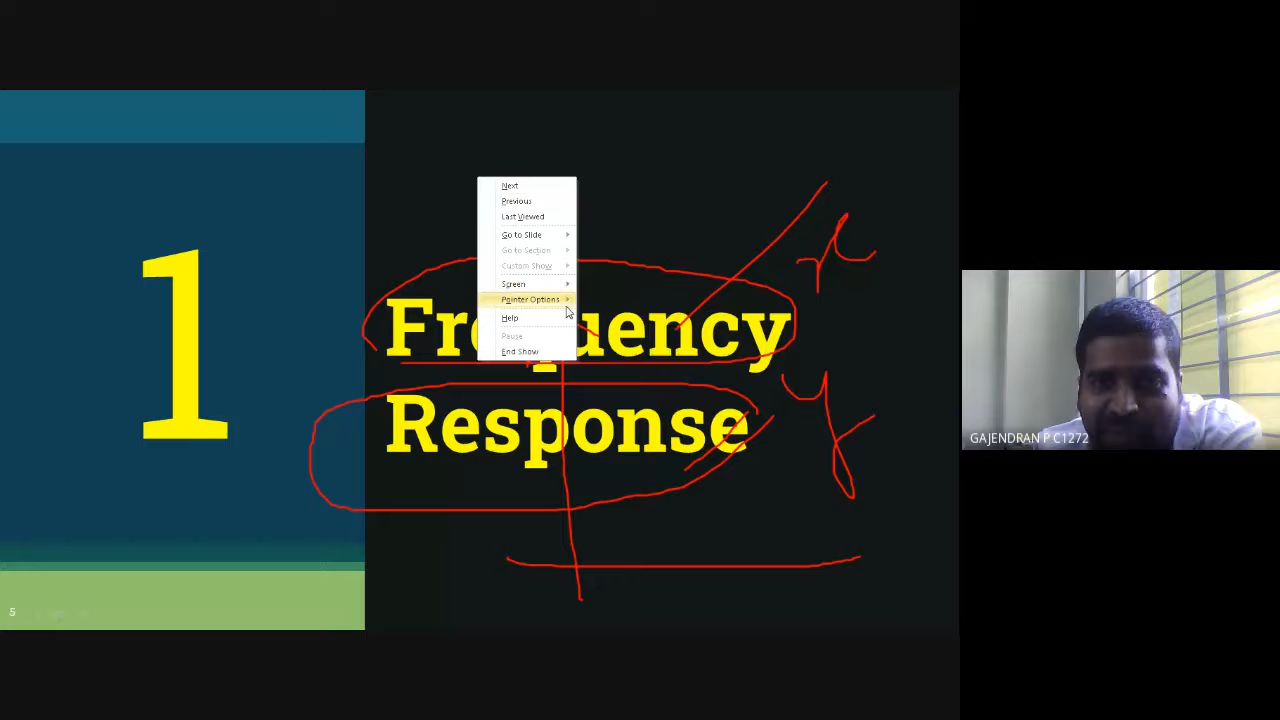 1
Next
Previous
Last Viewed
Go to Slide
Go to Section
Custom Show
Screen
Pointer Options
Help
Pause
End Show
Frequency
Response
x
y
5
GAJENDRAN P C1272